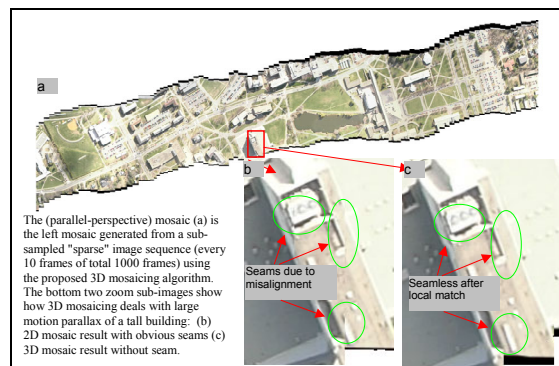 a
b
c
The (parallel-perspective) mosaic (a) is
the left mosaic generated from a sub-
sampled "sparse" image sequence (every
10 frames of total 1000 frames) using
the proposed 3D mosaicing algorithm.
The bottom two zoom sub-images show
how 3D mosaicing deals with large
motion parallax of a tall building: (b)
2D mosaic result with obvious seams (c)
3D mosaic result without seam.
Seams due to
misalignment
Seamless after
local match